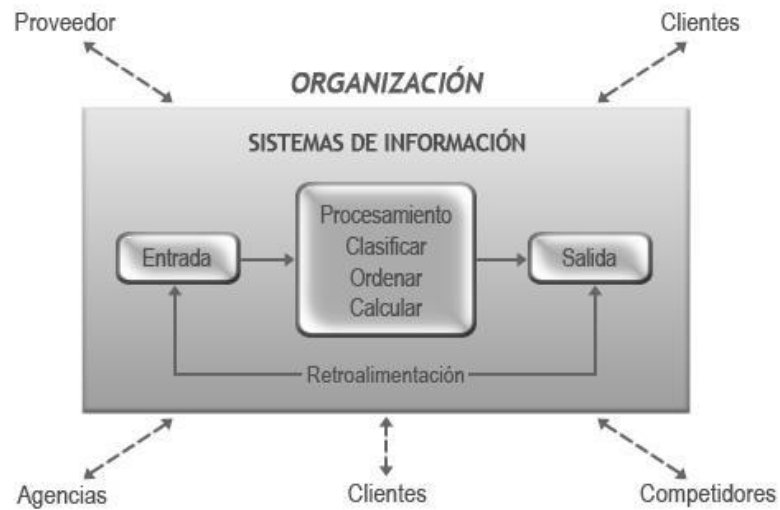 Proveedor
Clientes
ORGANIZACIÓN
SISTEMAS DE INFORMACIÓN
Entrada
Procesamiento
Clasificar
Ordenar
Calcular
Salida
Retroalimentación
Agencias
Clientes
Competidores